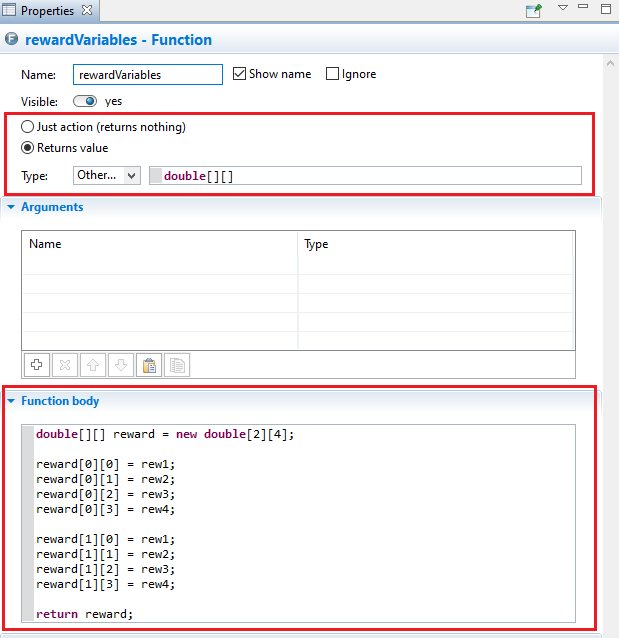 Properties
rewardVariables - Function
Name: rewardVariables Show name Ignore
Visible: yes
Just action (returns nothing)
Returns value
Type: Other... double[][]
Arguments
Name Type
Function body
double[][] reward = new double[2][4];
reward[0][0] = rew1;
reward[0][1] = rew2;
reward[0][2] = rew3;
reward[0][3] = rew4;
reward[1][0] = rew1;
reward[1][1] = rew2;
reward[1][2] = rew3;
reward[1][3] = rew4;
return reward;